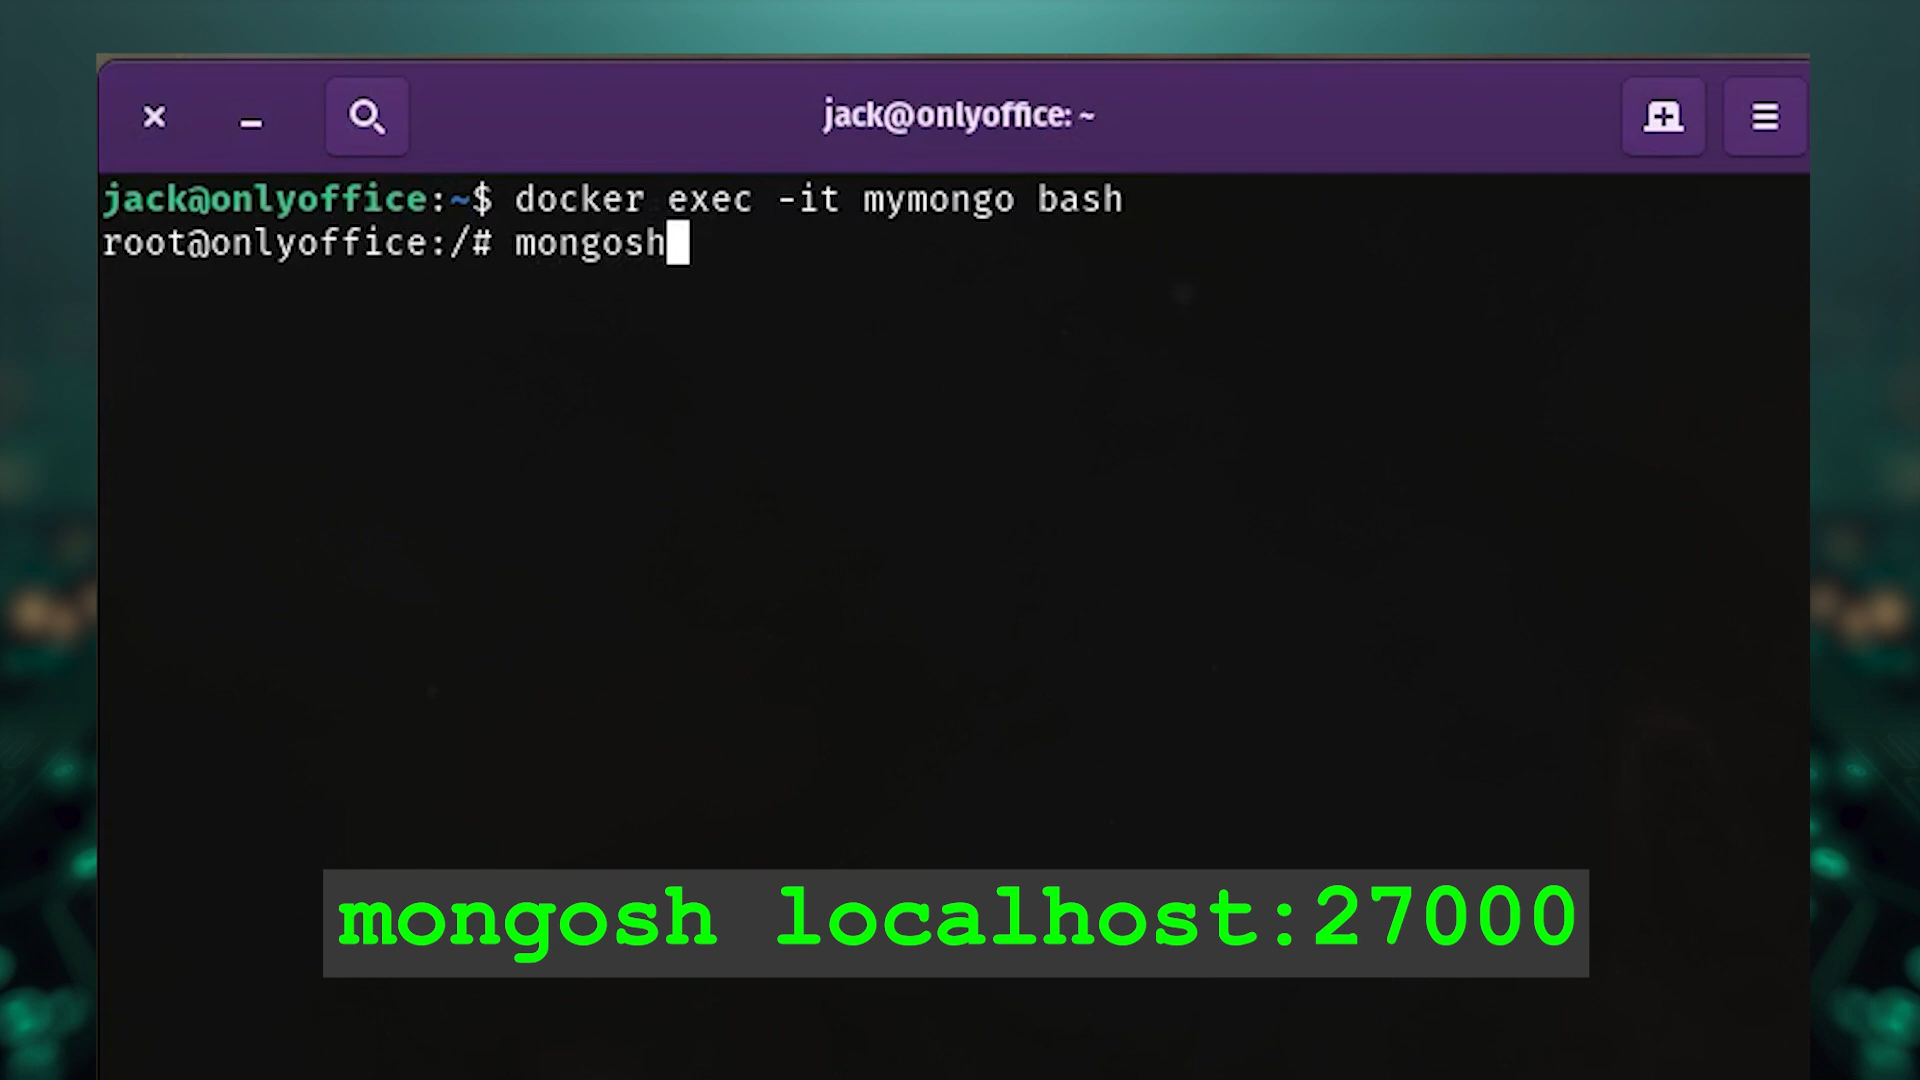 jack@onlyoffice: ~
jack@onlyoffice:~$ docker exec -it mymongo bash
root@onlyoffice:/# mongosh
mongosh localhost:27000